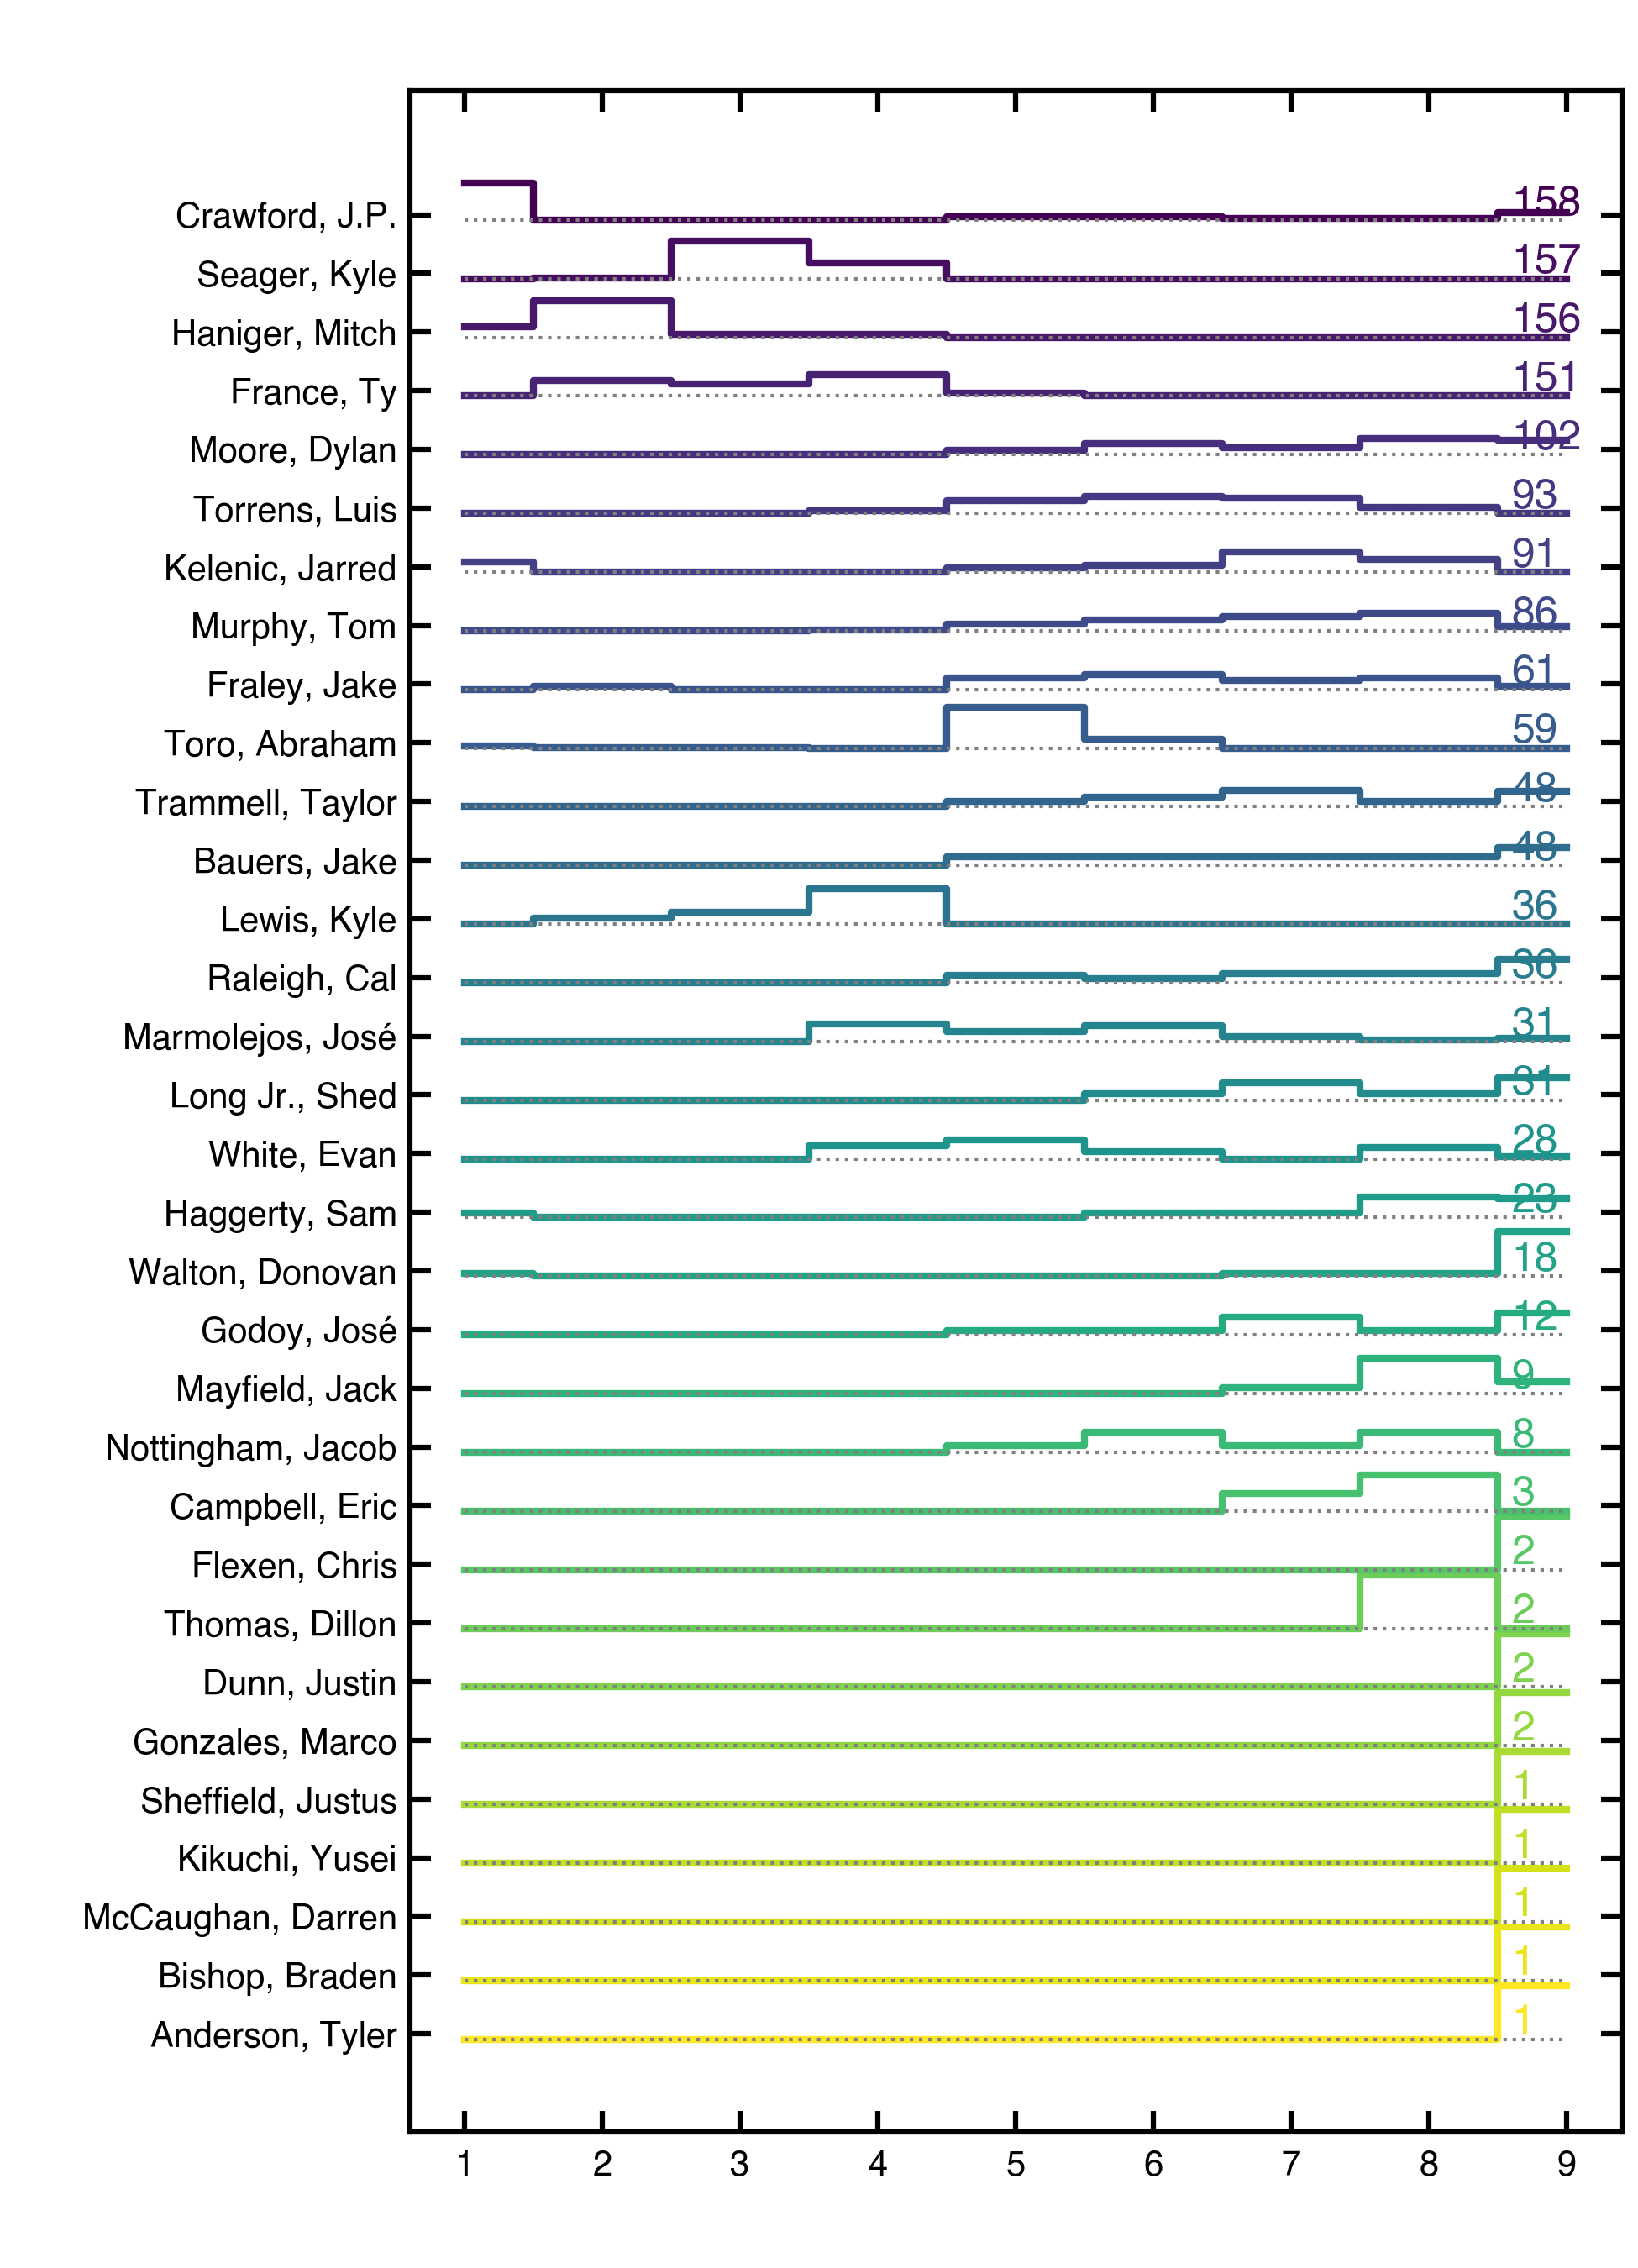 Crawford, J.P. 158
Seager, Kyle 157
Haniger, Mitch 156
France, Ty 151
Moore, Dylan 102
Torrens, Luis 93
Kelenic, Jarred 91
Murphy, Tom 86
Fraley, Jake 61
Toro, Abraham 59
Trammell, Taylor 48
Bauers, Jake 48
Lewis, Kyle 36
Raleigh, Cal 36
Marmolejos, José 31
Long Jr., Shed 31
White, Evan 28
Haggerty, Sam 23
Walton, Donovan 18
Godoy, José 12
Mayfield, Jack 9
Nottingham, Jacob 8
Campbell, Eric 3
Flexen, Chris 2
Thomas, Dillon 2
Dunn, Justin 2
Gonzales, Marco 2
Sheffield, Justus 1
Kikuchi, Yusei 1
McCaughan, Darren 1
Bishop, Braden 1
Anderson, Tyler 1
1 2 3 4 5 6 7 8 9